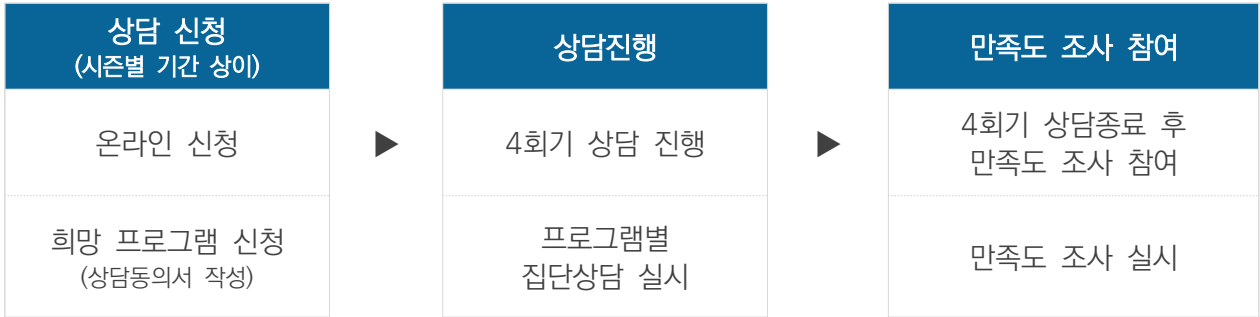 상담 신청
(시즌별 기간 상이)
온라인 신청
희망 프로그램 신청
(상담동의서 작성)
▶
상담진행
4회기 상담 진행
프로그램별
집단상담 실시
▶
만족도 조사 참여
4회기 상담종료 후
만족도 조사 참여
만족도 조사 실시